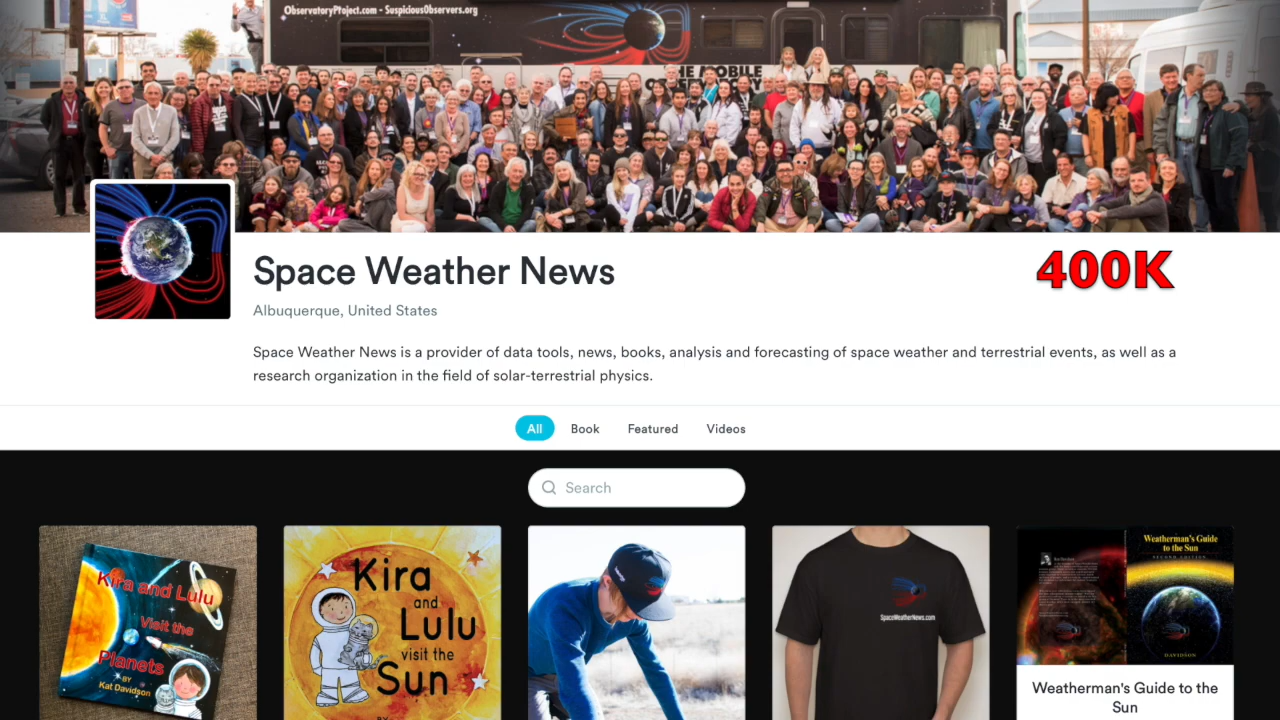 ObservatoryProject.com - SuspiciousObservers.org
THE MOBILE
Space Weather News
400K
Albuquerque, United States
Space Weather News is a provider of data tools, news, books, analysis and forecasting of space weather and terrestrial events, as well as a
research organization in the field of solar-terrestrial physics.
All
Book
Featured
Videos
Search
Kira and Lulu
Visit the
Planets
BY
Kat Davidson
Kira
and
Lulu
visit the
Sun
BY
SpaceWeatherNews.com
Weatherman's Guide
to the Sun
SECOND EDITION
DAVIDSON
Weatherman's Guide to the
Sun